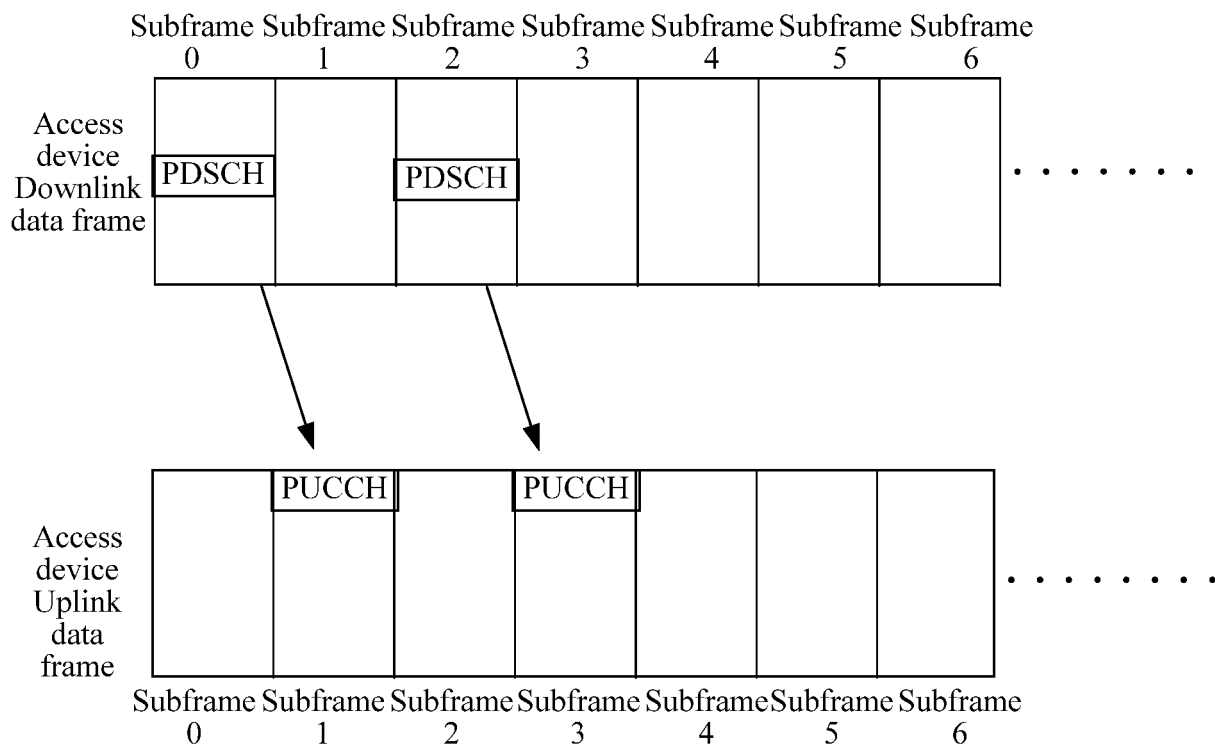 Subframe Subframe Subframe Subframe Subframe Subframe Subframe
0 1 2 3 4 5 6
Access
device
Downlink
data frame
PDSCH PDSCH
PUCCH PUCCH
Access
device
Uplink
data
frame
Subframe Subframe Subframe Subframe Subframe Subframe Subframe
0 1 2 3 4 5 6